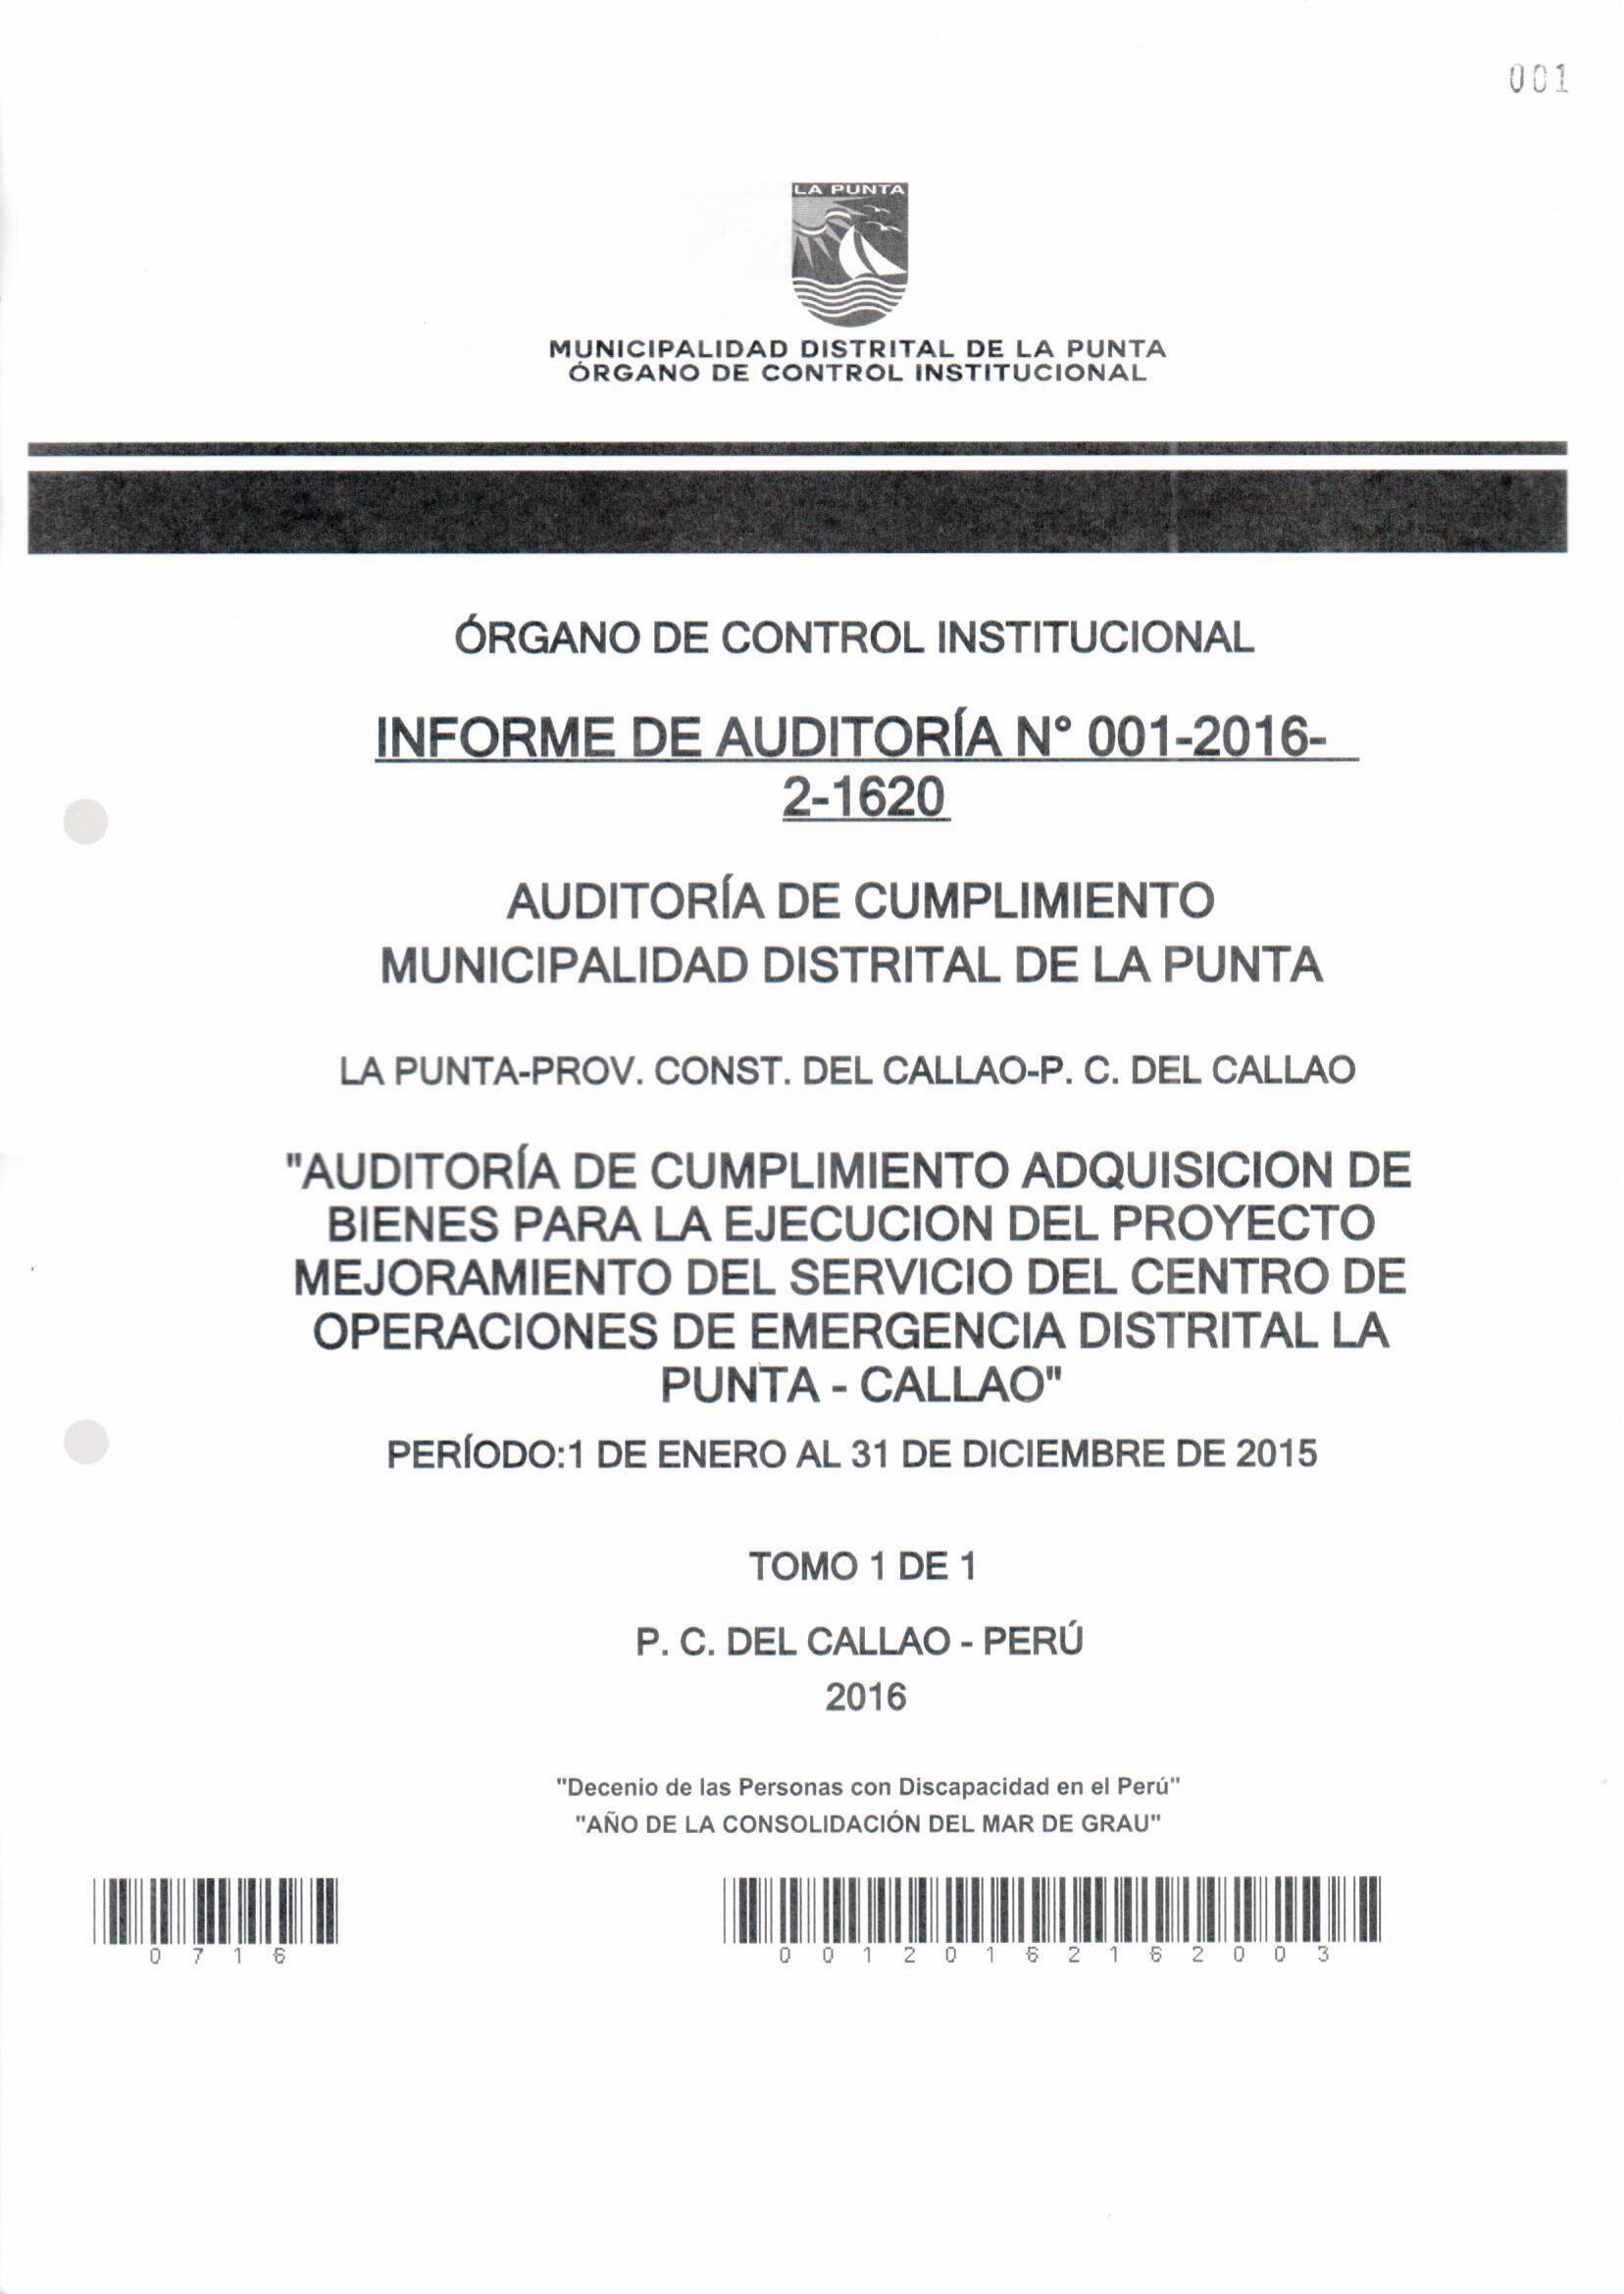 001
LA PUNTA
MUNICIPALIDAD DISTRITAL DE LA PUNTA
ÓRGANO DE CONTROL INSTITUCIONAL
ÓRGANO DE CONTROL INSTITUCIONAL
INFORME DE AUDITORÍA N° 001-2016-
2-1620
AUDITORÍA DE CUMPLIMIENTO
MUNICIPALIDAD DISTRITAL DE LA PUNTA
LA PUNTA-PROV. CONST. DEL CALLAO-P. C. DEL CALLAO
"AUDITORÍA DE CUMPLIMIENTO ADQUISICION DE
BIENES PARA LA EJECUCION DEL PROYECTO
MEJORAMIENTO DEL SERVICIO DEL CENTRO DE
OPERACIONES DE EMERGENCIA DISTRITAL LA
PUNTA - CALLAO"
PERÍODO:1 DE ENERO AL 31 DE DICIEMBRE DE 2015
TOMO 1 DE 1
P. C. DEL CALLAO - PERÚ
2016
"Decenio de las Personas con Discapacidad en el Perú"
"AÑO DE LA CONSOLIDACIÓN DEL MAR DE GRAU"
0716
00120162162003